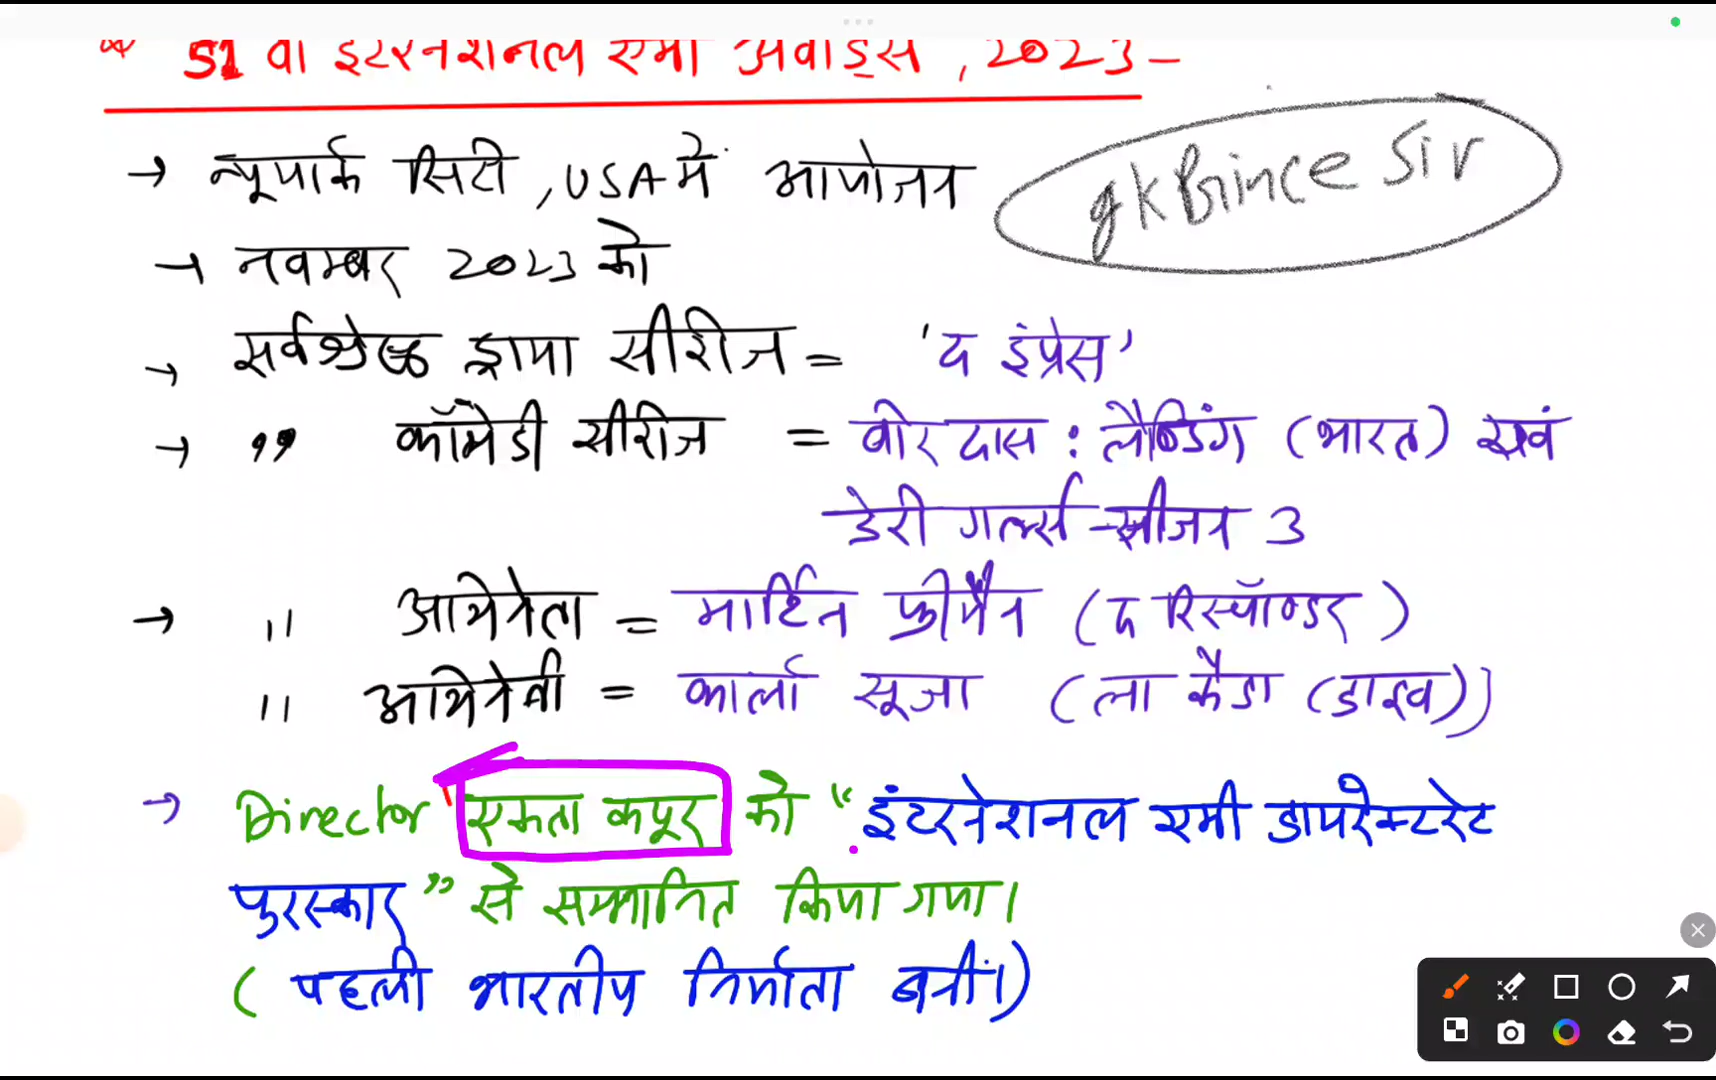 51 वां इंटरनेशनल एमी अवार्ड्स, 2023-
→ न्यूयार्क सिटी, USA में आयोजन
gk Prince Sir
→ नवम्बर 2023 को
→ सर्वश्रेष्ठ ड्रामा सीरीज = 'द इंप्रेस'
→ " कॉमेडी सीरीज = वीर दास : लैण्डिंग (भारत) एवं
डेरी गर्ल्स - सीजन 3
→ " अभिनेता = मार्टिन फ्रीमैन (द रिस्पॉण्डर)
" अभिनेत्री = कार्ला सूजा (ला कैडा (डाइव))
→ Director "एकता कपूर को "इंटरनेशनल एमी डायरेक्टरेट
पुरस्कार" से सम्मानित किया गया।
(पहली भारतीय निर्माता बनीं।)